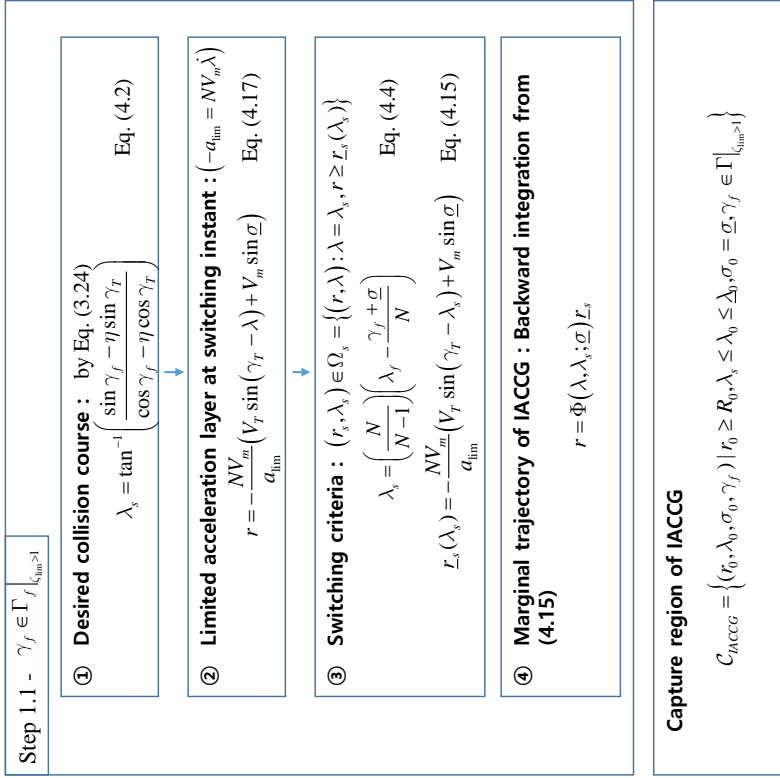 Step 1.1 - γ_f ∈ Γ_f|_{ζ_lim>1}
① Desired collision course : by Eq. (3.24)
λ_s = tan^{-1}((sin γ_f − η sin γ_T) / (cos γ_f − η cos γ_T)) Eq. (4.2)
② Limited acceleration layer at switching instant : (−a_lim = NV_m λ̇)
r = −(NV_m / a_lim)(V_T sin(γ_T − λ) + V_m sin σ̲) Eq. (4.17)
③ Switching criteria : (r_s, λ_s) ∈ Ω_s = {(r, λ) : λ = λ_s, r ≥ r̲_s(λ_s)}
λ_s = (N / (N−1))(λ_f − (γ_f + σ̲) / N) Eq. (4.4)
r̲_s(λ_s) = −(NV_m / a_lim)(V_T sin(γ_T − λ_s) + V_m sin σ̲) Eq. (4.15)
④ Marginal trajectory of IACCG : Backward integration from
(4.15)
r = Φ(λ, λ_s; σ̲) r̲_s
Capture region of IACCG
C_{IACCG} = {(r_0, λ_0, σ_0, γ_f) | r_0 ≥ R_0, λ_s ≤ λ_0 ≤ λ̲_0, σ_0 = σ̲, γ_f ∈ Γ|_{ζ_lim>1}}